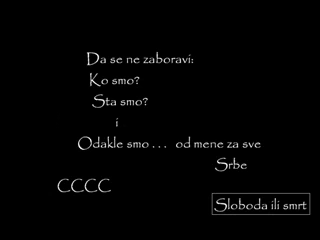 Da se ne zaboravi:
Ko smo?
Sta smo?
i
Odakle smo . . . od mene za sve
Srbe
CCCC
Sloboda ili smrt